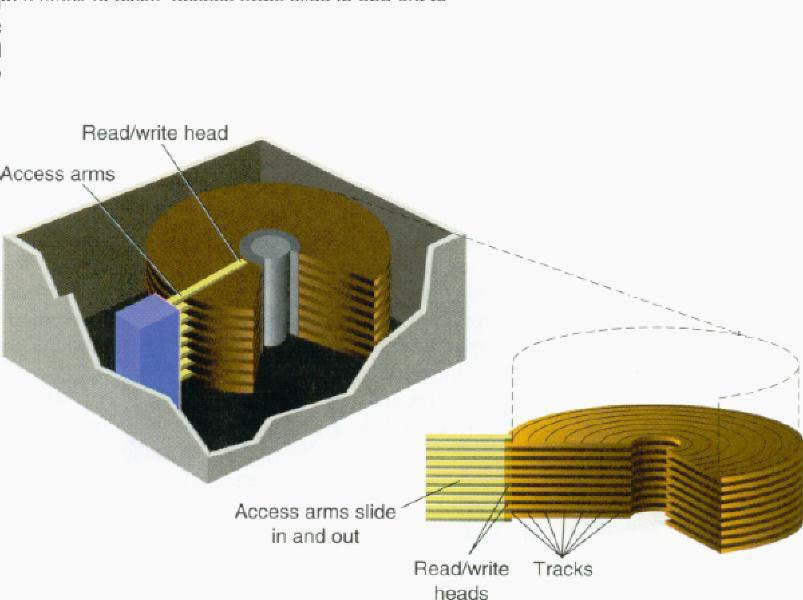 Read/write head
Access arms
Access arms slide
in and out
Read/write
heads
Tracks